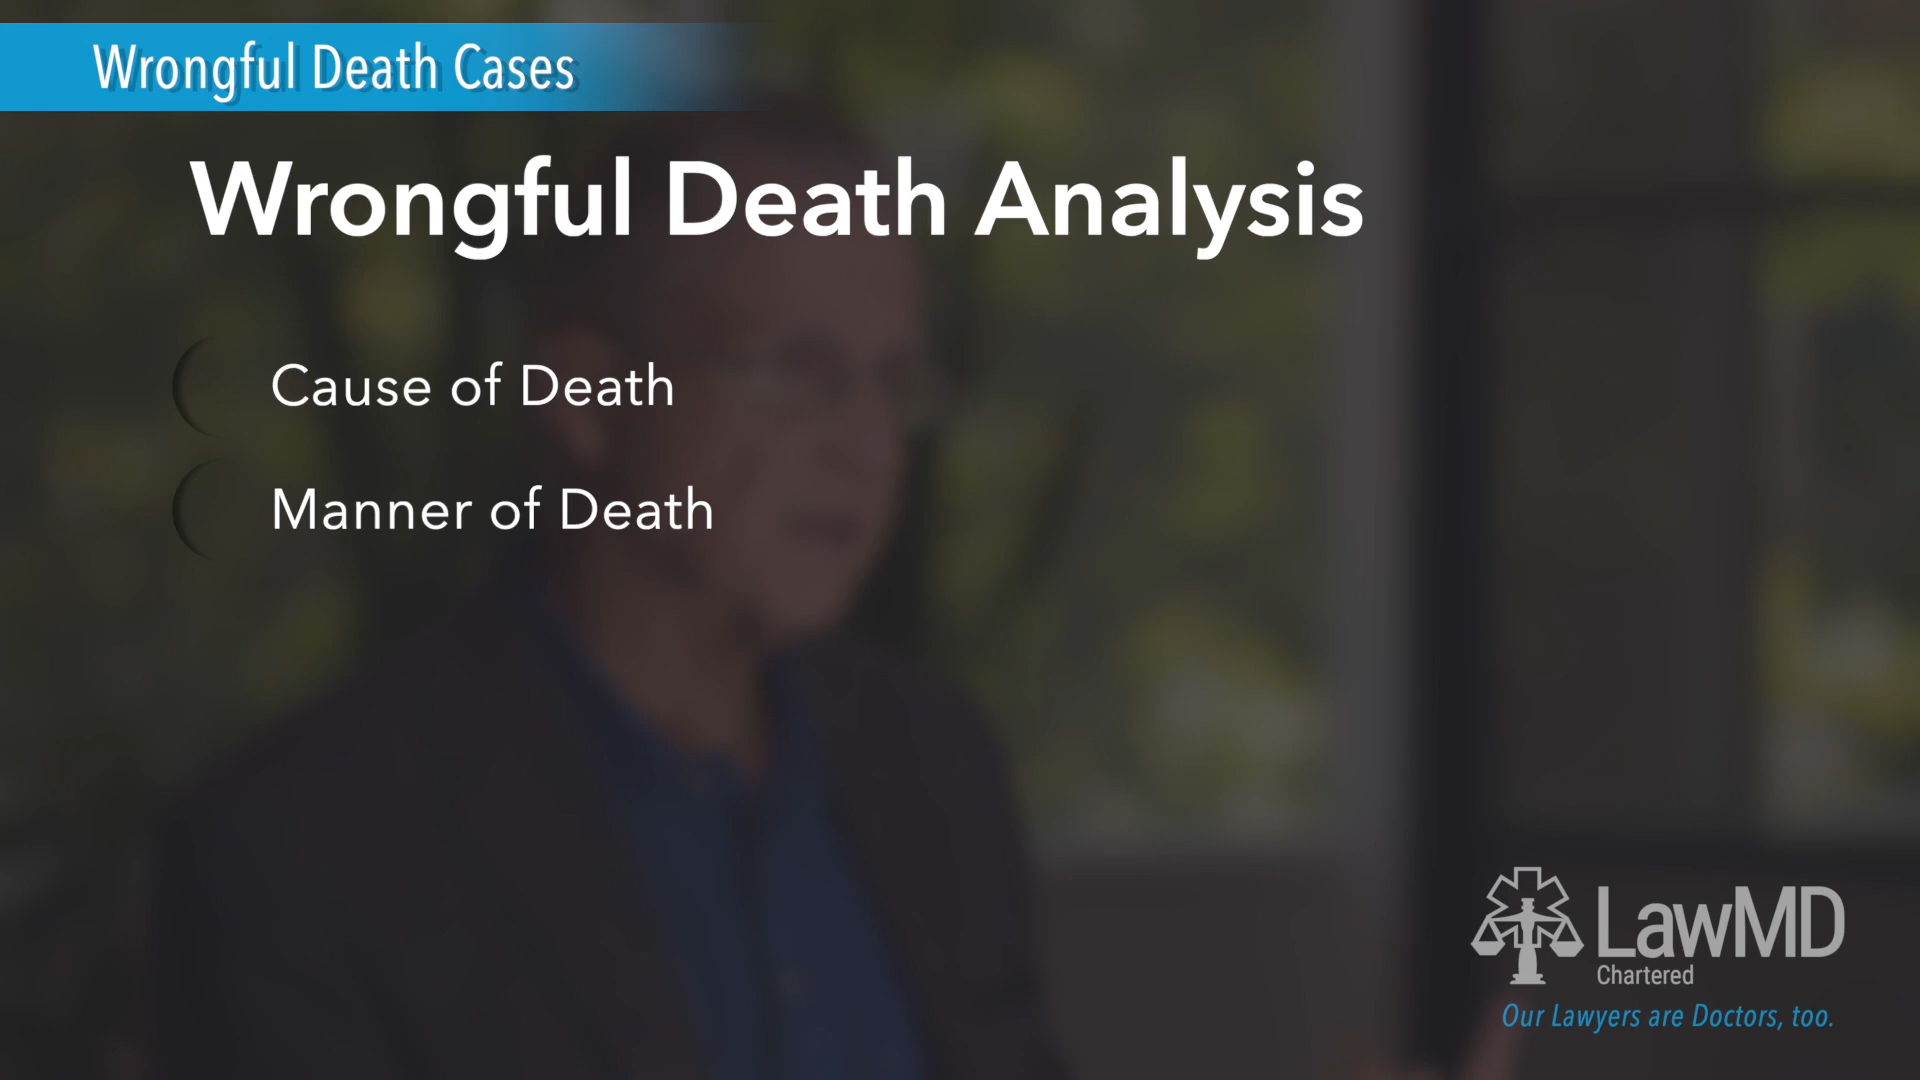 Wrongful Death Cases
Wrongful Death Analysis
Cause of Death
Manner of Death
LawMD
Chartered
Our Lawyers are Doctors, too.